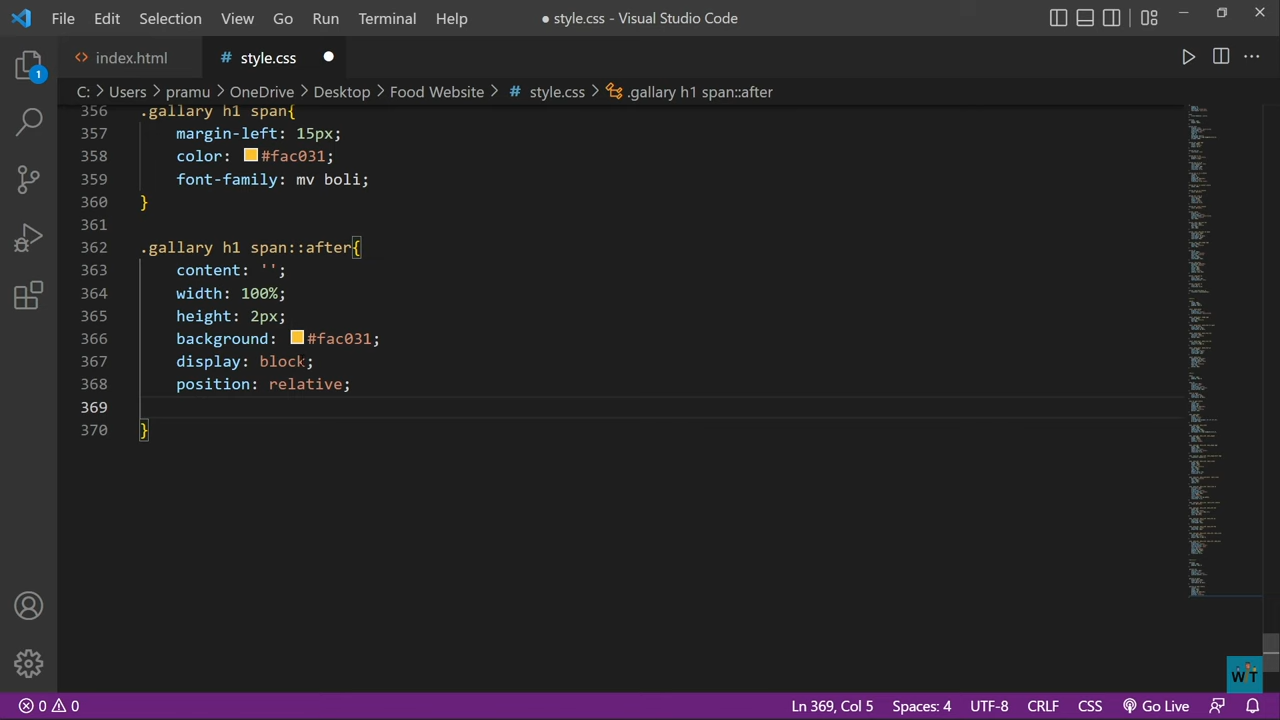 File Edit Selection View Go Run Terminal Help ● style.css - Visual Studio Code
<> index.html # style.css ●
C: > Users > pramu > OneDrive > Desktop > Food Website > # style.css > .gallary h1 span::after
1
356 .gallary h1 span{
357 margin-left: 15px;
358 color: #fac031;
359 font-family: mv boli;
360 }
361
362 .gallary h1 span::after{
363 content: '';
364 width: 100%;
365 height: 2px;
366 background: #fac031;
367 display: block;
368 position: relative;
369
370 }
WT
0 0 Ln 369, Col 5 Spaces: 4 UTF-8 CRLF CSS Go Live